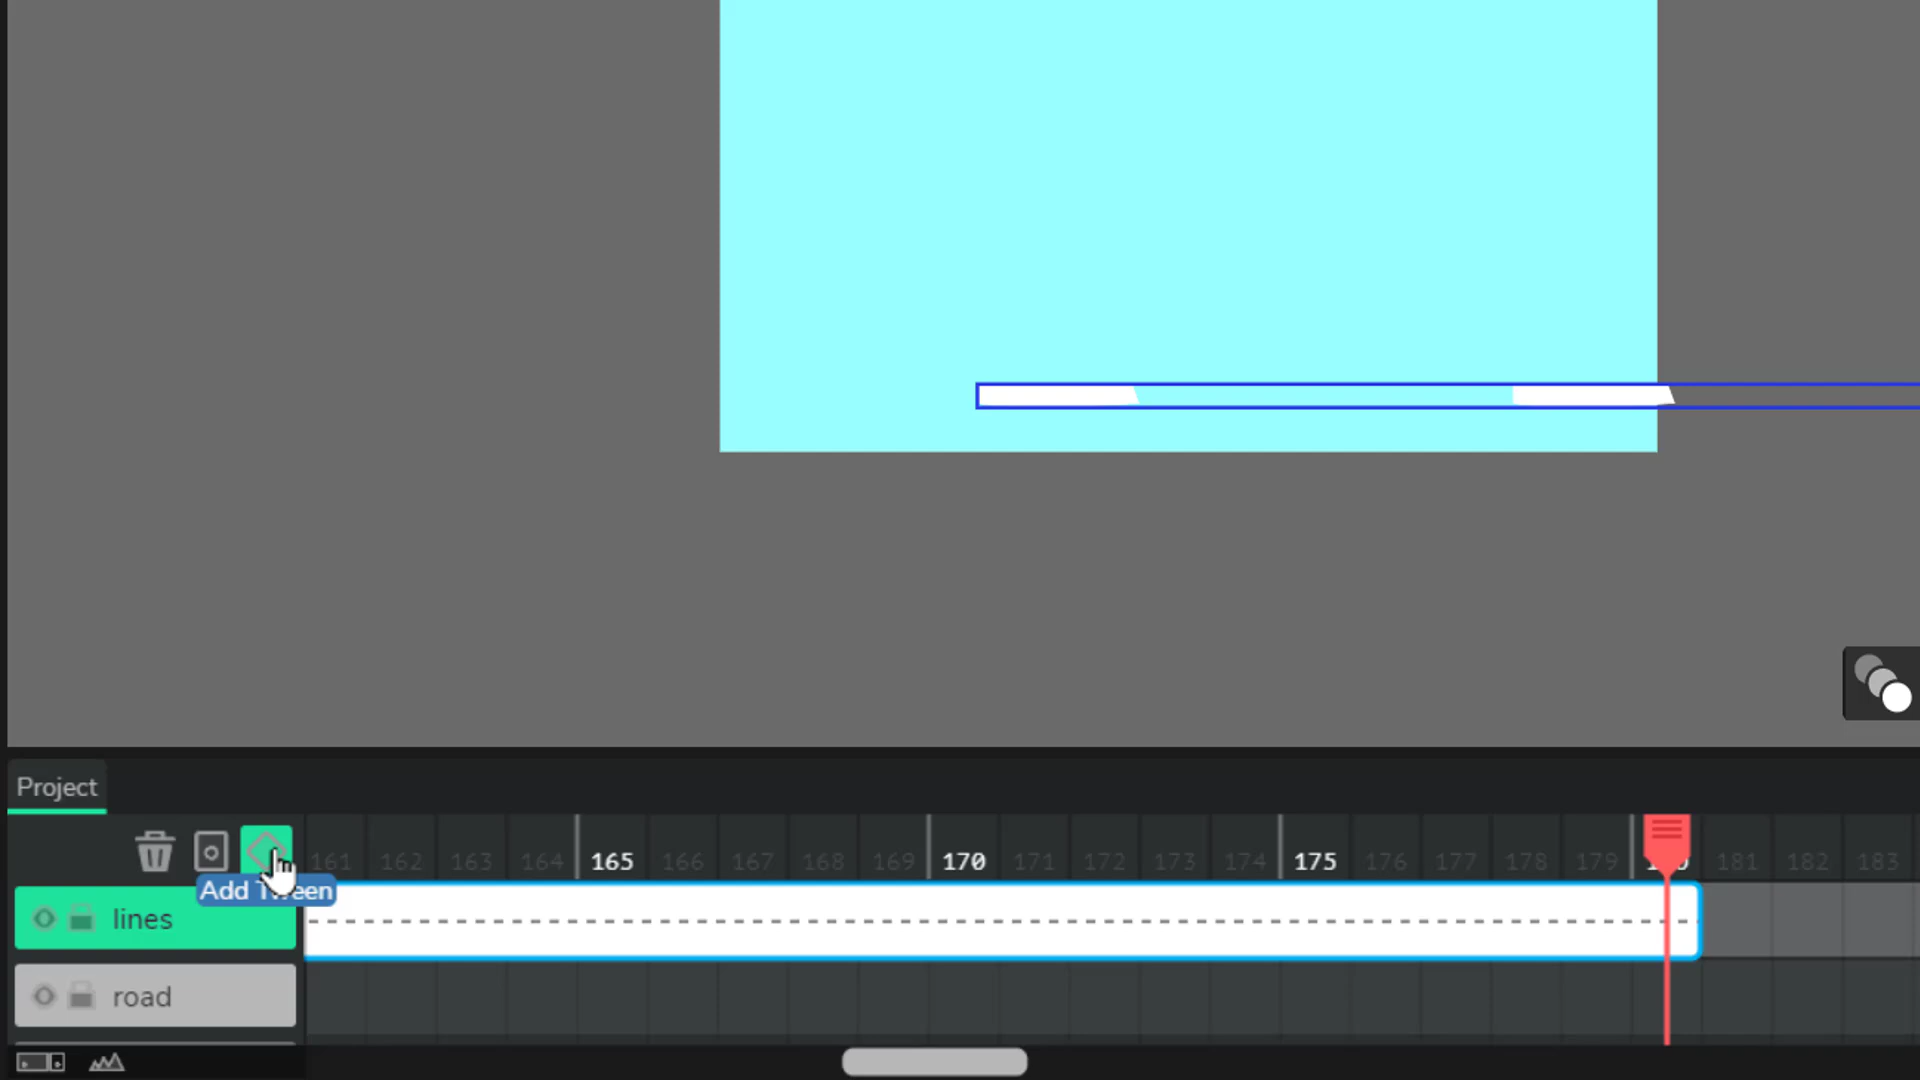 Project
161 162 163 164 165 166 167 168 169 170 171 172 173 174 175 176 177 178 179 181 182 183
Add Tween
lines
road